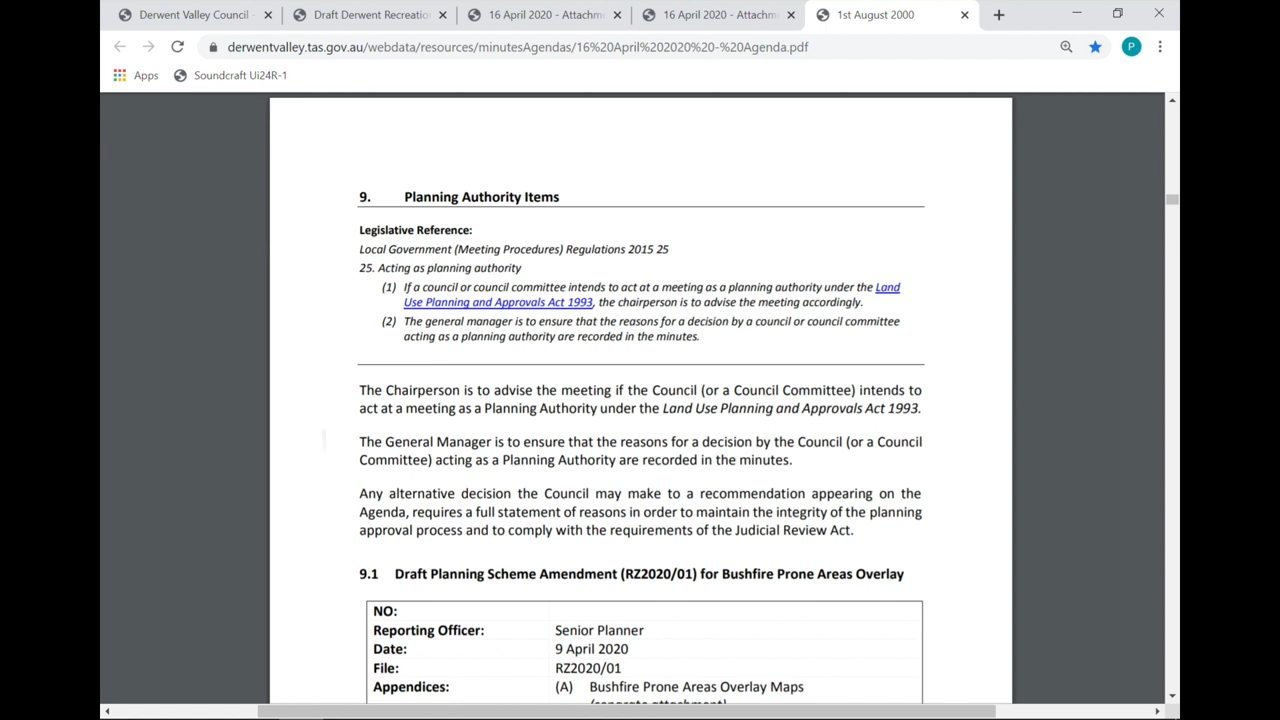 Derwent Valley Council -
Draft Derwent Recreation
16 April 2020 - Attachm
16 April 2020 - Attachm
1st August 2000
derwentvalley.tas.gov.au/webdata/resources/minutesAgendas/16%20April%202020%20-%20Agenda.pdf
P
Apps
Soundcraft Ui24R-1
9. Planning Authority Items
Legislative Reference:
Local Government (Meeting Procedures) Regulations 2015 25
25. Acting as planning authority
(1) If a council or council committee intends to act at a meeting as a planning authority under the Land
Use Planning and Approvals Act 1993, the chairperson is to advise the meeting accordingly.
(2) The general manager is to ensure that the reasons for a decision by a council or council committee
acting as a planning authority are recorded in the minutes.
The Chairperson is to advise the meeting if the Council (or a Council Committee) intends to
act at a meeting as a Planning Authority under the Land Use Planning and Approvals Act 1993.
The General Manager is to ensure that the reasons for a decision by the Council (or a Council
Committee) acting as a Planning Authority are recorded in the minutes.
Any alternative decision the Council may make to a recommendation appearing on the
Agenda, requires a full statement of reasons in order to maintain the integrity of the planning
approval process and to comply with the requirements of the Judicial Review Act.
9.1 Draft Planning Scheme Amendment (RZ2020/01) for Bushfire Prone Areas Overlay
NO:
Reporting Officer: Senior Planner
Date: 9 April 2020
File: RZ2020/01
Appendices: (A) Bushfire Prone Areas Overlay Maps
(separate attachment)